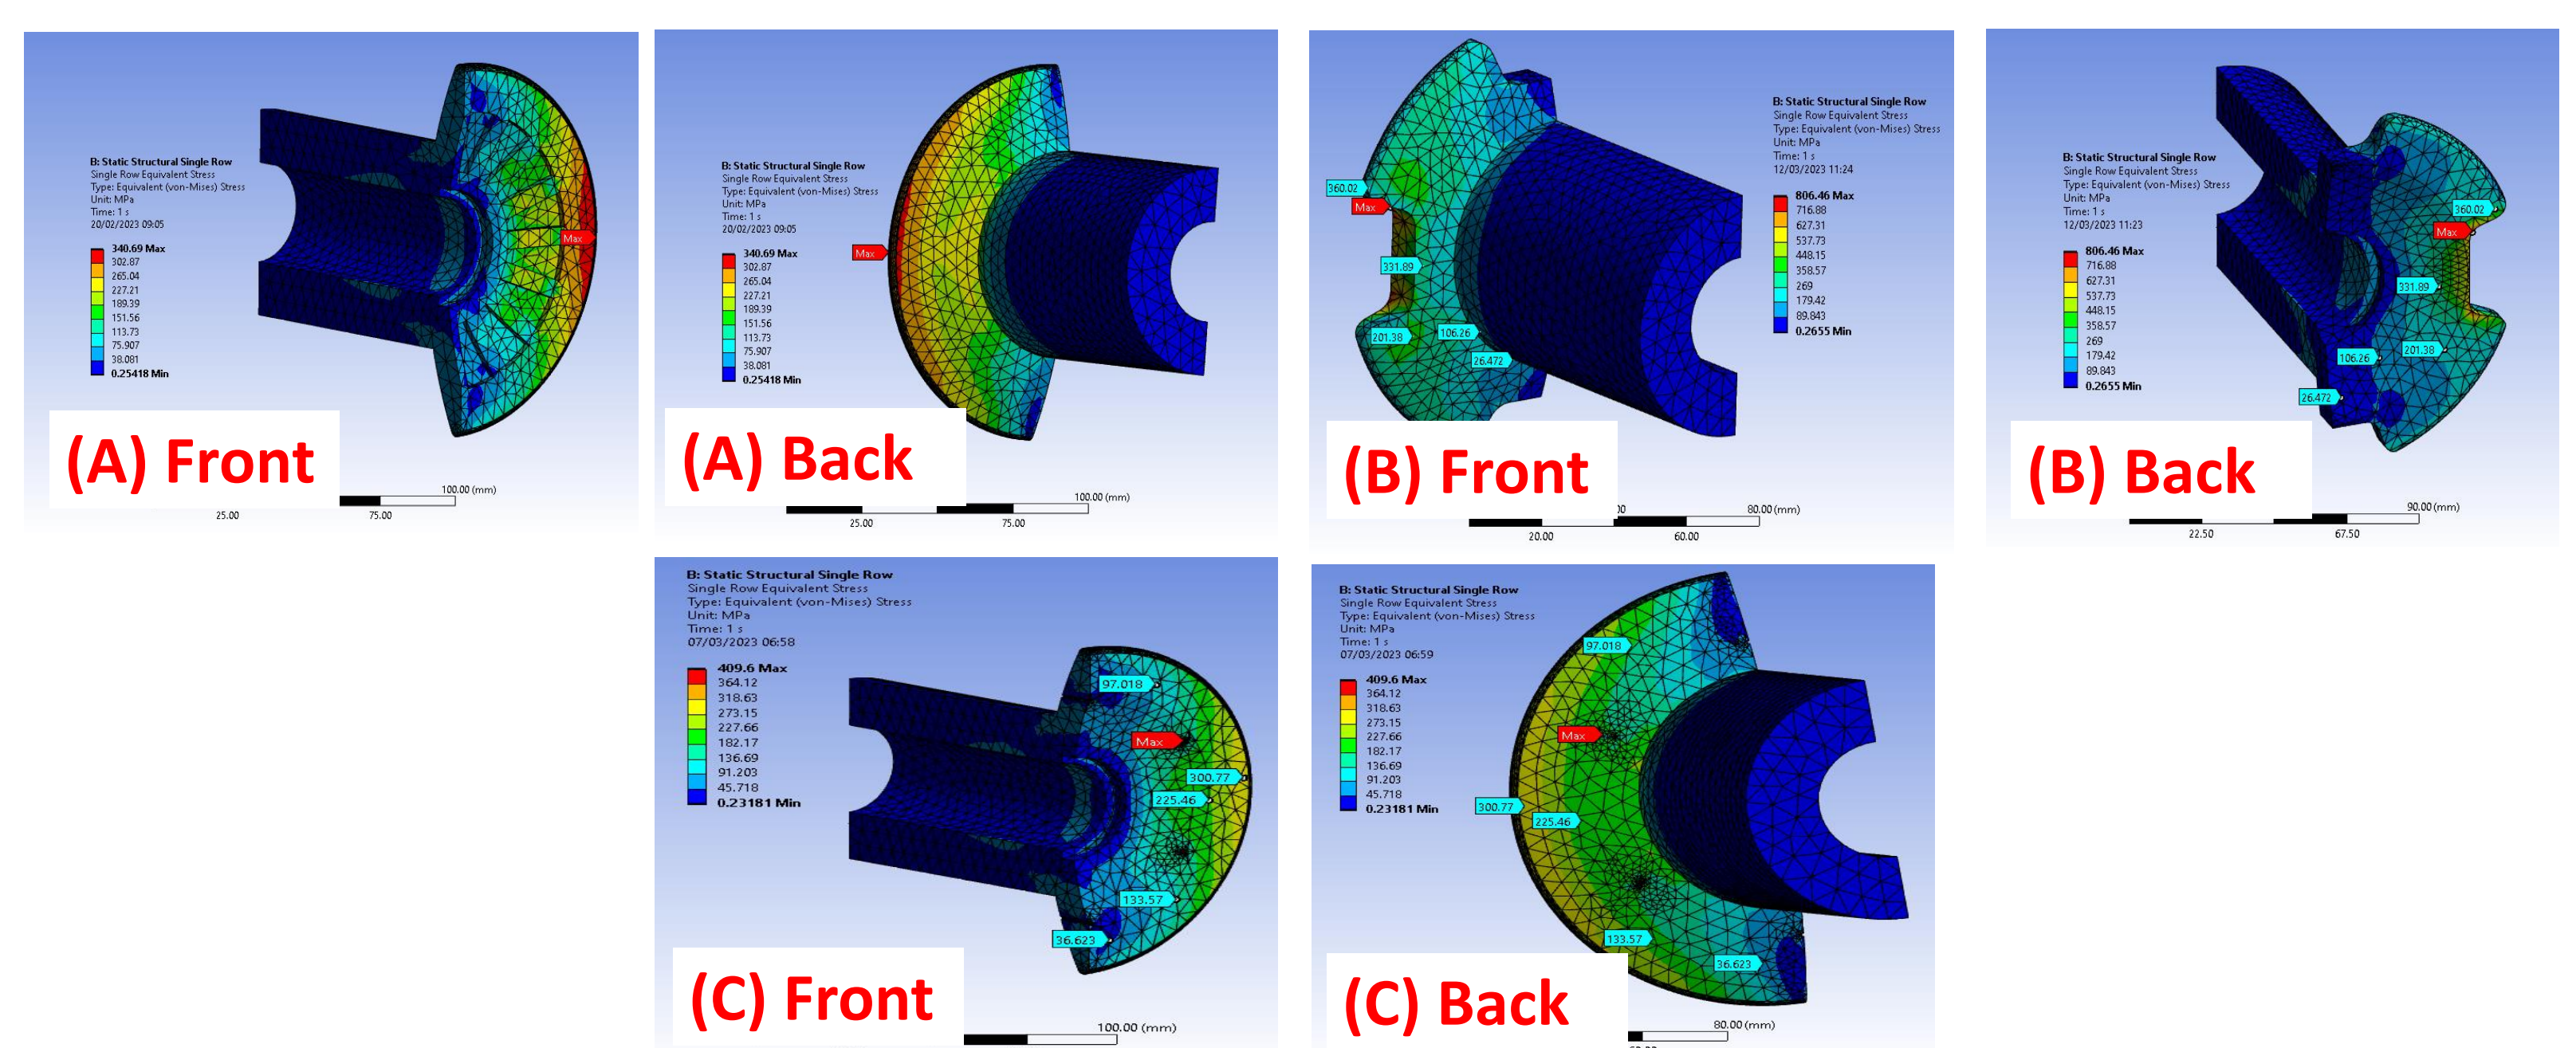 B: Static Structural Single Row
Single Row Equivalent Stress
Type: Equivalent (von-Mises) Stress
Unit: MPa
Time: 1 s
20/02/2023 09:05
340.69 Max
302.87
265.04
227.21
189.39
151.56
113.73
75.907
38.081
0.25418 Min
Max
(A) Front
100.00 (mm)
25.00
75.00
B: Static Structural Single Row
Single Row Equivalent Stress
Type: Equivalent (von-Mises) Stress
Unit: MPa
Time: 1 s
20/02/2023 09:05
340.69 Max
302.87
265.04
227.21
189.39
151.56
113.73
75.907
38.081
0.25418 Min
Max
(A) Back
100.00 (mm)
25.00
75.00
B: Static Structural Single Row
Single Row Equivalent Stress
Type: Equivalent (von-Mises) Stress
Unit: MPa
Time: 1 s
12/03/2023 11:24
806.46 Max
716.88
627.31
537.73
448.15
358.57
269
179.42
89.843
0.2655 Min
360.02
Max
331.89
201.38
106.26
26.472
(B) Front
80.00 (mm)
20.00
60.00
B: Static Structural Single Row
Single Row Equivalent Stress
Type: Equivalent (von-Mises) Stress
Unit: MPa
Time: 1 s
12/03/2023 11:23
806.46 Max
716.88
627.31
537.73
448.15
358.57
269
179.42
89.843
0.2655 Min
360.02
Max
331.89
201.38
106.26
26.472
(B) Back
90.00 (mm)
22.50
67.50
B: Static Structural Single Row
Single Row Equivalent Stress
Type: Equivalent (von-Mises) Stress
Unit: MPa
Time: 1 s
07/03/2023 06:58
409.6 Max
364.12
318.63
273.15
227.66
182.17
136.69
91.203
45.718
0.23181 Min
97.018
Max
300.77
225.46
133.57
36.623
(C) Front
100.00 (mm)
B: Static Structural Single Row
Single Row Equivalent Stress
Type: Equivalent (von-Mises) Stress
Unit: MPa
Time: 1 s
07/03/2023 06:59
409.6 Max
364.12
318.63
273.15
227.66
182.17
136.69
91.203
45.718
0.23181 Min
97.018
Max
300.77
225.46
133.57
36.623
(C) Back
80.00 (mm)